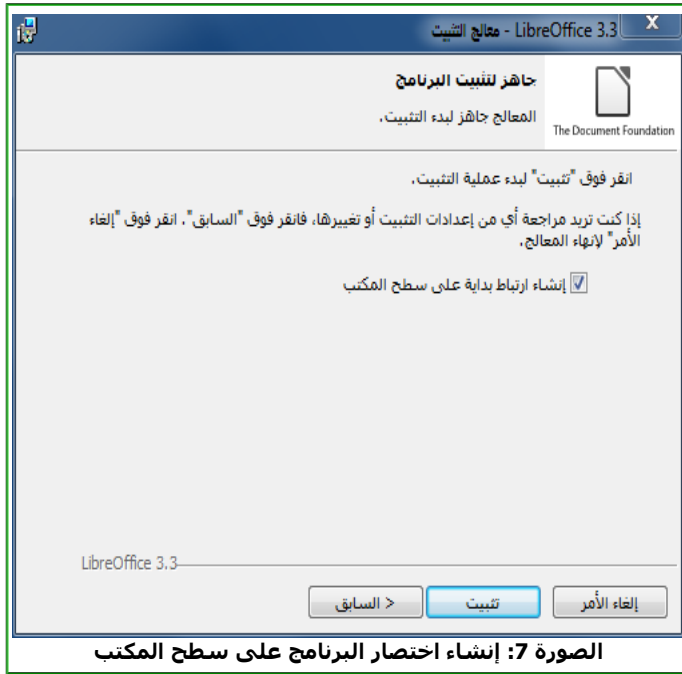 LibreOffice 3.3 - معالج التثبيت
X
جاهز لتثبيت البرنامج
المعالج جاهز لبدء التثبيت.
The Document Foundation
انقر فوق "تثبيت" لبدء عملية التثبيت.
إذا كنت تريد مراجعة أي من إعدادات التثبيت أو تغييرها، فانقر فوق "السابق". انقر فوق "إلغاء
الأمر" لإنهاء المعالج.
إنشاء ارتباط بداية على سطح المكتب
LibreOffice 3.3
إلغاء الأمر
تثبيت
< السابق
الصورة 7: إنشاء اختصار البرنامج على سطح المكتب